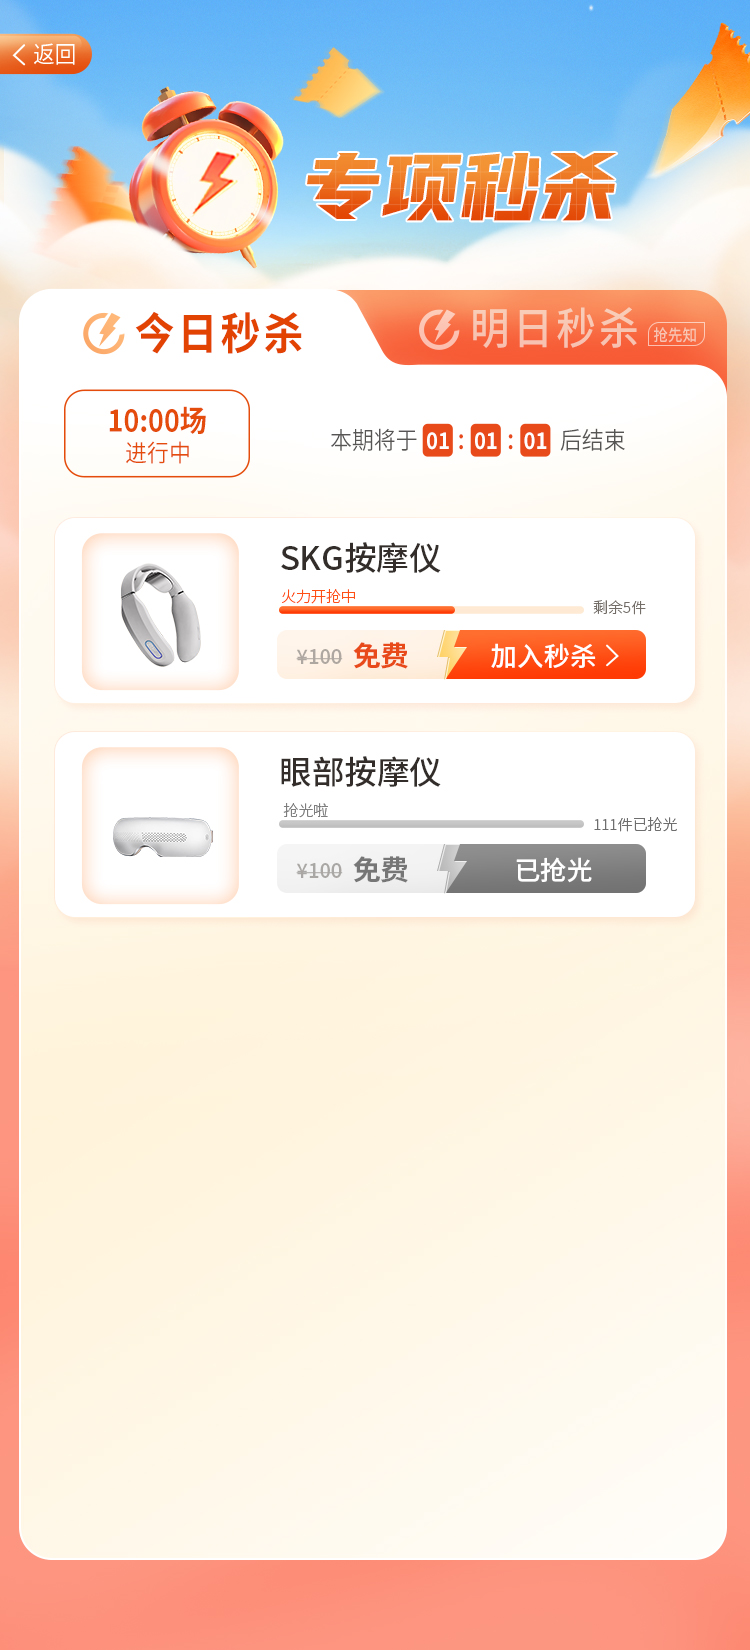 返回
专项秒杀
今日秒杀
明日秒杀 抢先知
10:00场
进行中
本期将于 01 : 01 : 01 后结束
SKG按摩仪
火力开抢中
剩余5件
¥100 免费 加入秒杀
眼部按摩仪
抢光啦
111件已抢光
¥100 免费 已抢光